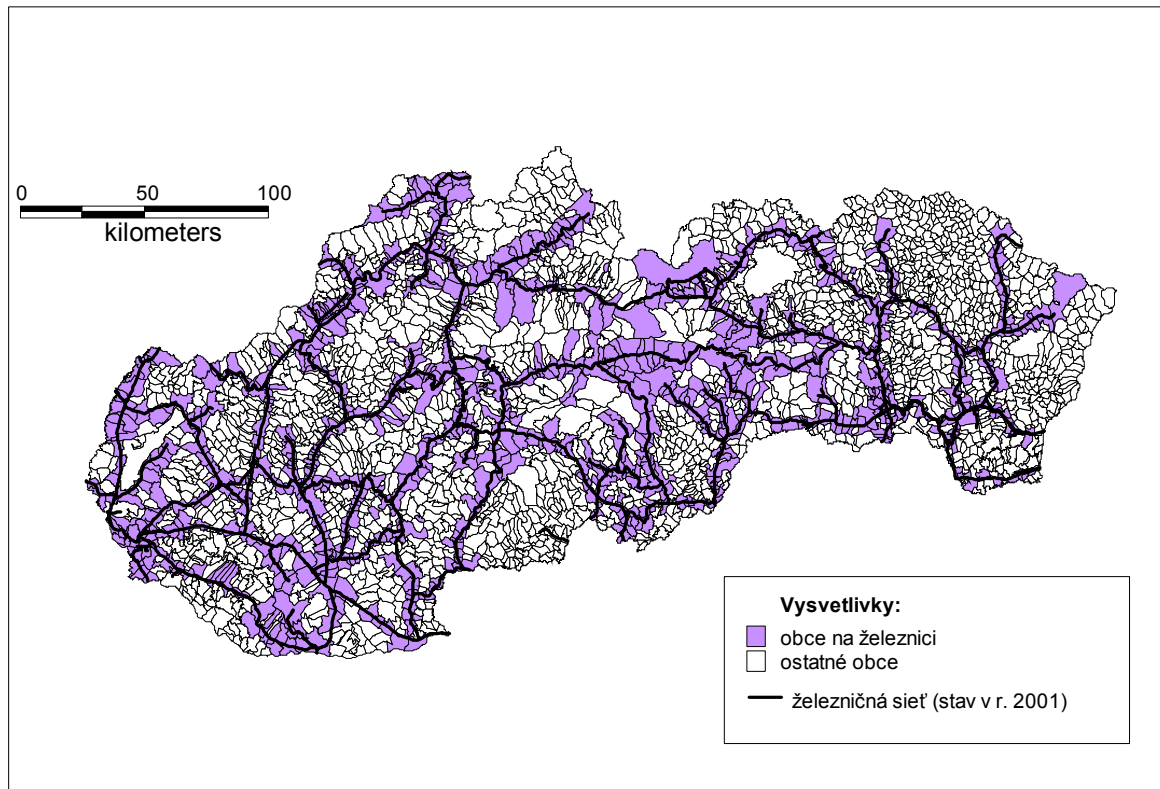 0 50 100
kilometers
Vysvetlivky:
obce na železnici
ostatné obce
železničná sieť (stav v r. 2001)